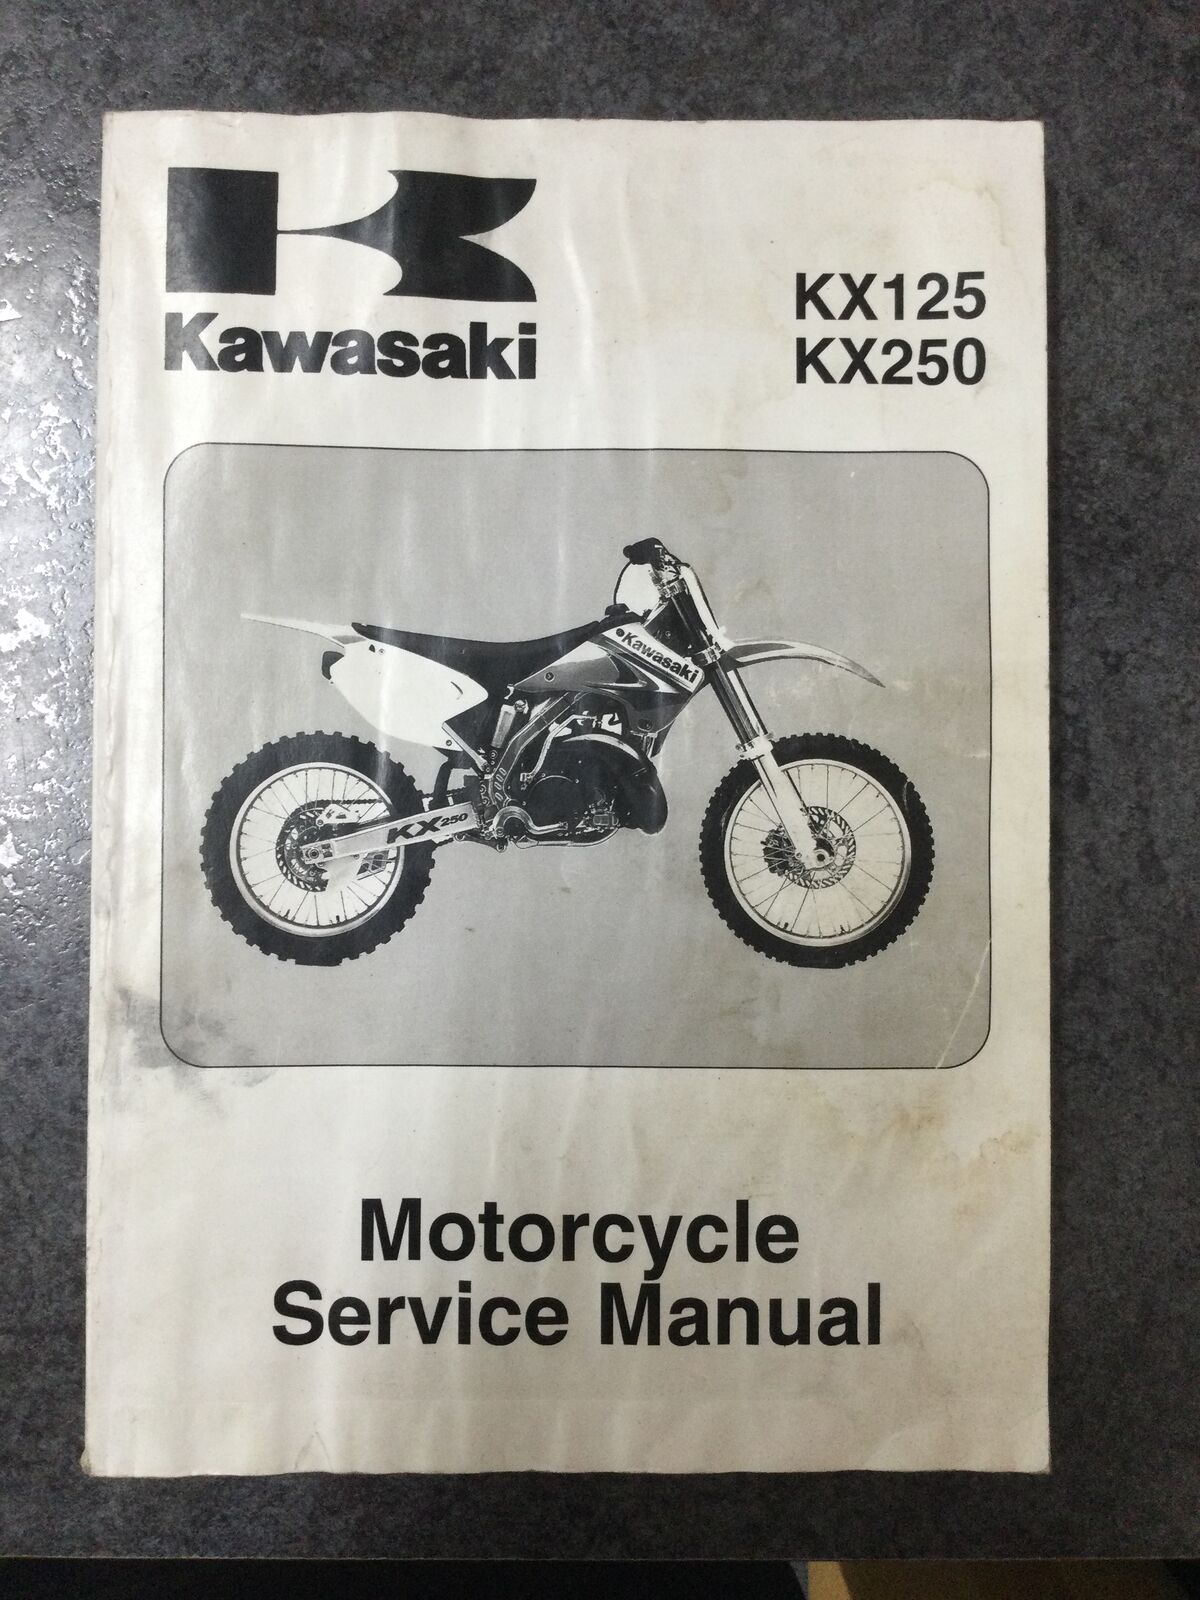 Kawasaki
KX125
KX250
Kawasaki
KX250
Motorcycle
Service Manual